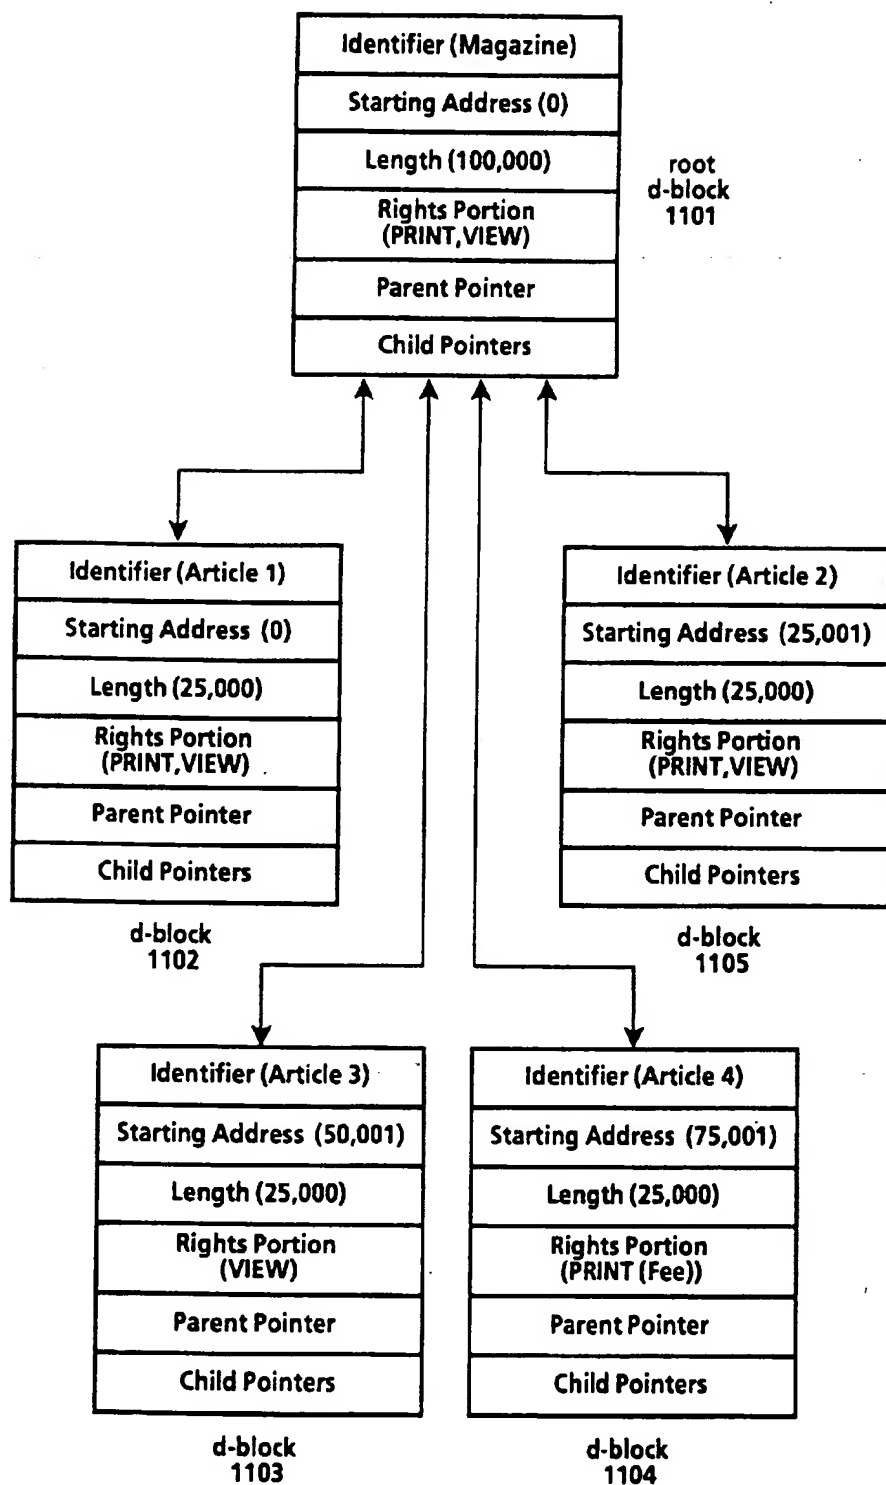 Identifier (Magazine)
Starting Address (0)
Length (100,000)
Rights Portion
(PRINT,VIEW)
Parent Pointer
Child Pointers
root
d-block
1101
Identifier (Article 1)
Starting Address (0)
Length (25,000)
Rights Portion
(PRINT,VIEW)
Parent Pointer
Child Pointers
d-block
1102
Identifier (Article 2)
Starting Address (25,001)
Length (25,000)
Rights Portion
(PRINT,VIEW)
Parent Pointer
Child Pointers
d-block
1105
Identifier (Article 3)
Starting Address (50,001)
Length (25,000)
Rights Portion
(VIEW)
Parent Pointer
Child Pointers
d-block
1103
Identifier (Article 4)
Starting Address (75,001)
Length (25,000)
Rights Portion
(PRINT (Fee))
Parent Pointer
Child Pointers
d-block
1104